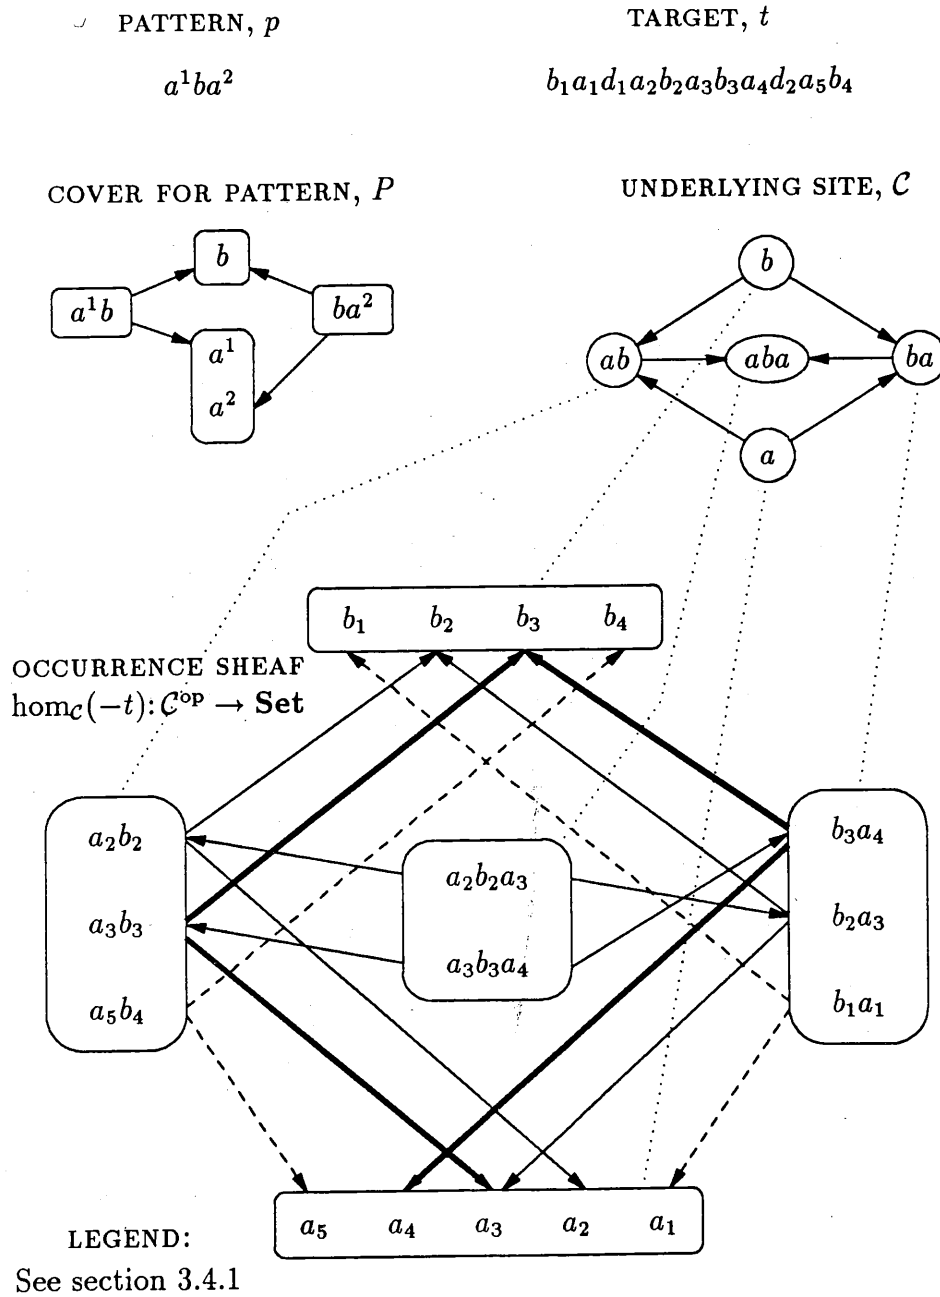 PATTERN, p
TARGET, t
a¹ba²
b₁a₁d₁a₂b₂a₃b₃a₄d₂a₅b₄
COVER FOR PATTERN, P
UNDERLYING SITE, 𝒞
b
a¹b
ba²
a¹
a²
b
ab
aba
ba
a
b₁ b₂ b₃ b₄
OCCURRENCE SHEAF
hom𝒞(−t): 𝒞ᵒᵖ → Set
a₂b₂
a₃b₃
a₅b₄
a₂b₂a₃
a₃b₃a₄
b₃a₄
b₂a₃
b₁a₁
a₅ a₄ a₃ a₂ a₁
LEGEND:
See section 3.4.1